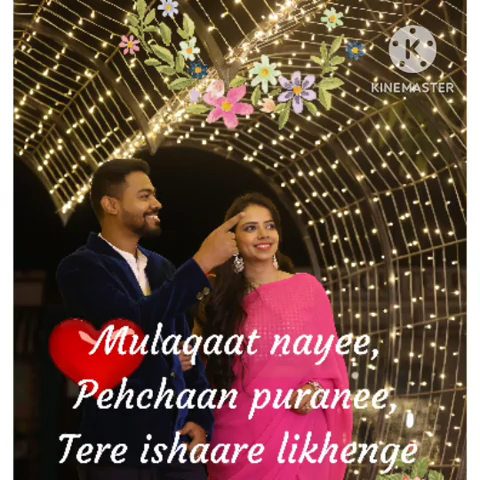 KINEMASTER
Mulaqaat nayee,
Pehchaan puranee,
Tere ishaare likhenge